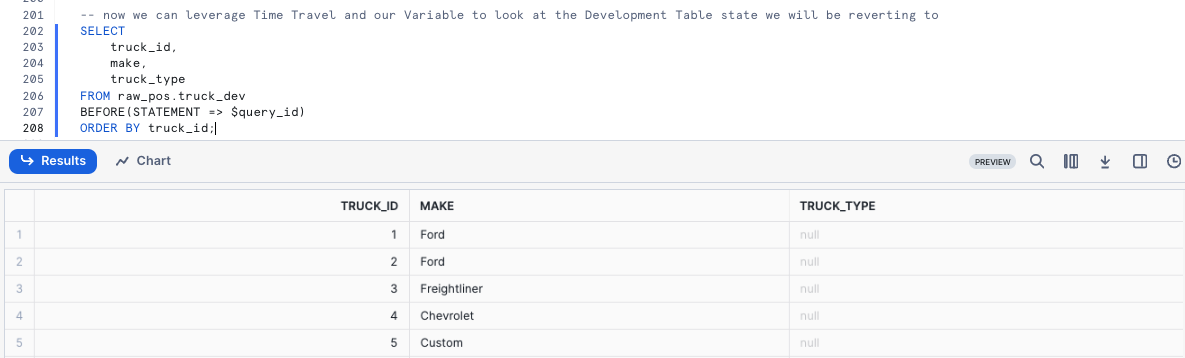 201 -- now we can leverage Time Travel and our Variable to look at the Development Table state we will be reverting to
202 SELECT
203 truck_id,
204 make,
205 truck_type
206 FROM raw_pos.truck_dev
207 BEFORE(STATEMENT => $query_id)
208 ORDER BY truck_id;
Results Chart PREVIEW
TRUCK_ID MAKE TRUCK_TYPE
1 1 Ford null
2 2 Ford null
3 3 Freightliner null
4 4 Chevrolet null
5 5 Custom null